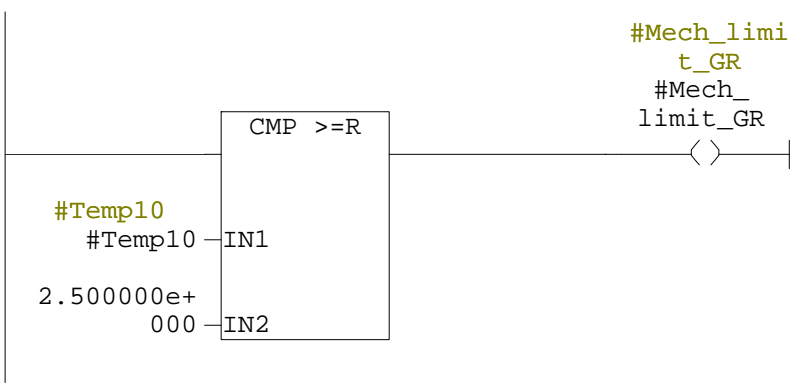 #Mech_limi
t_GR
#Mech_
limit_GR
CMP >=R
#Temp10
#Temp10
IN1
2.500000e+
000
IN2